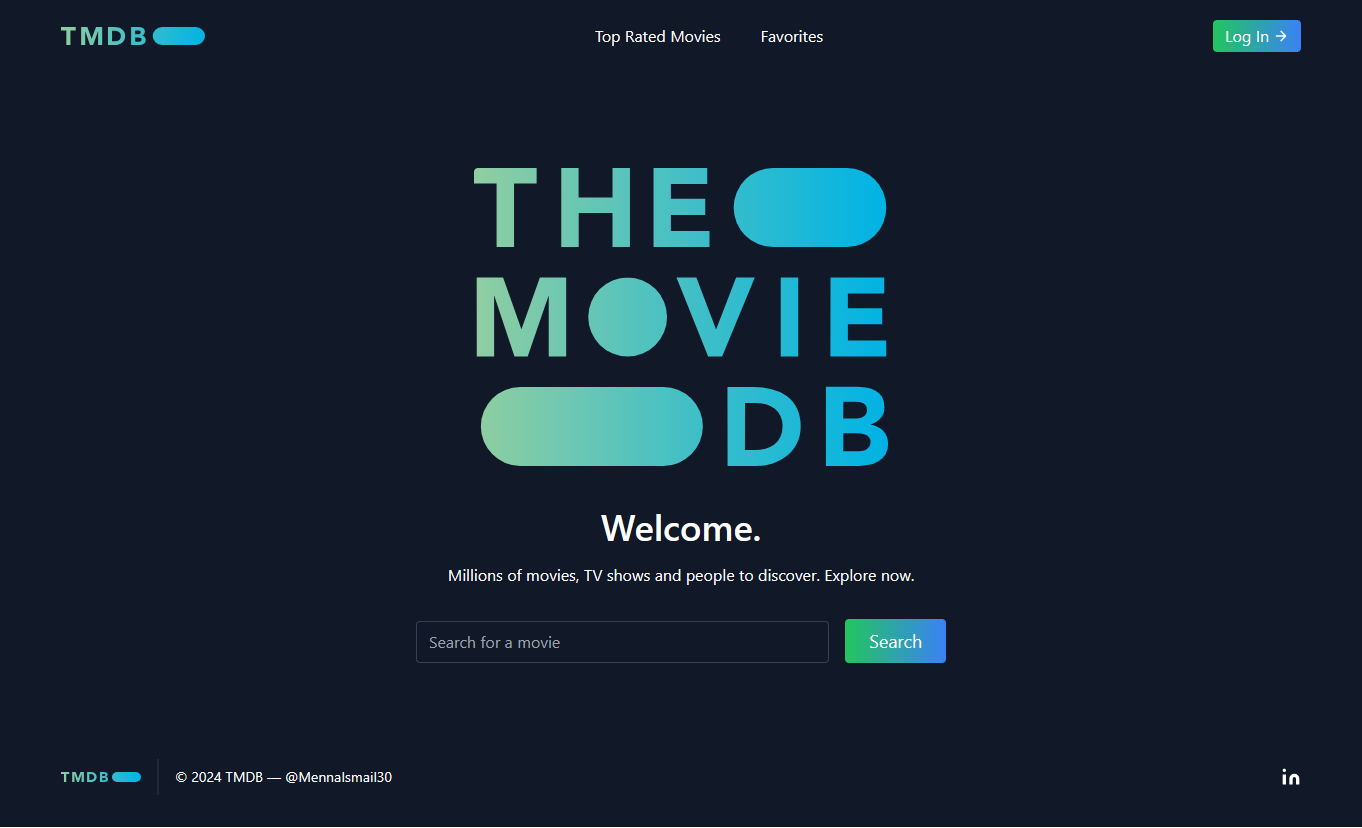 TMDB
Top Rated Movies
Favorites
Log In →
THE
MOVIE
DB
Welcome.
Millions of movies, TV shows and people to discover. Explore now.
Search for a movie
Search
TMDB
© 2024 TMDB — @MennaIsmail30
in